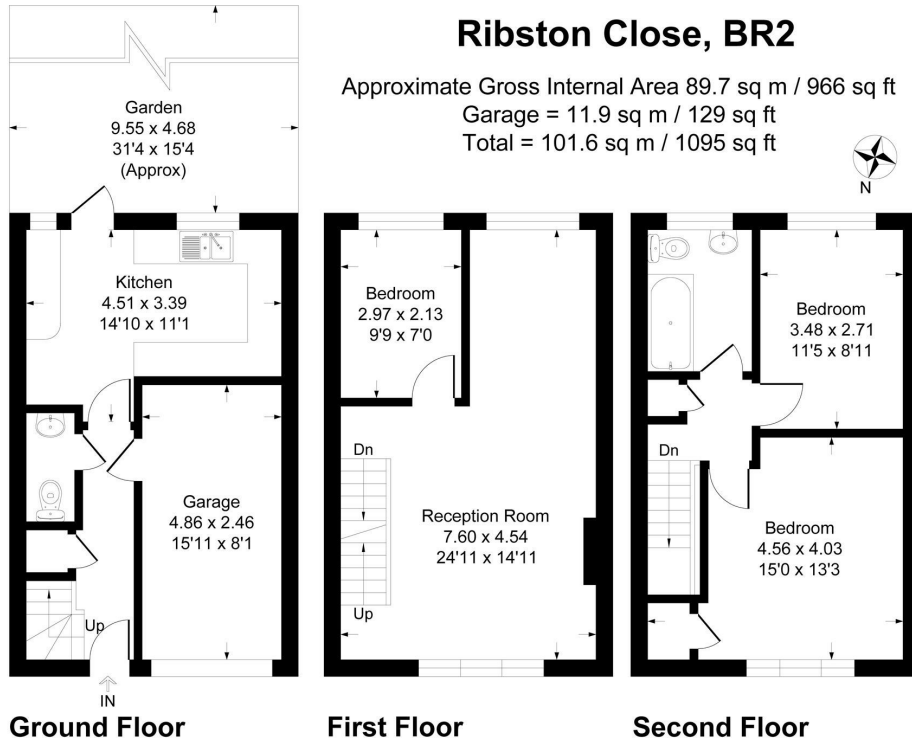 Ribston Close, BR2
Approximate Gross Internal Area 89.7 sq m / 966 sq ft
Garage = 11.9 sq m / 129 sq ft
Total = 101.6 sq m / 1095 sq ft
N
Garden
9.55 x 4.68
31'4 x 15'4
(Approx)
Kitchen
4.51 x 3.39
14'10 x 11'1
Garage
4.86 x 2.46
15'11 x 8'1
Up
IN
Ground Floor
Bedroom
2.97 x 2.13
9'9 x 7'0
Dn
Reception Room
7.60 x 4.54
24'11 x 14'11
Up
First Floor
Bedroom
3.48 x 2.71
11'5 x 8'11
Dn
Bedroom
4.56 x 4.03
15'0 x 13'3
Second Floor